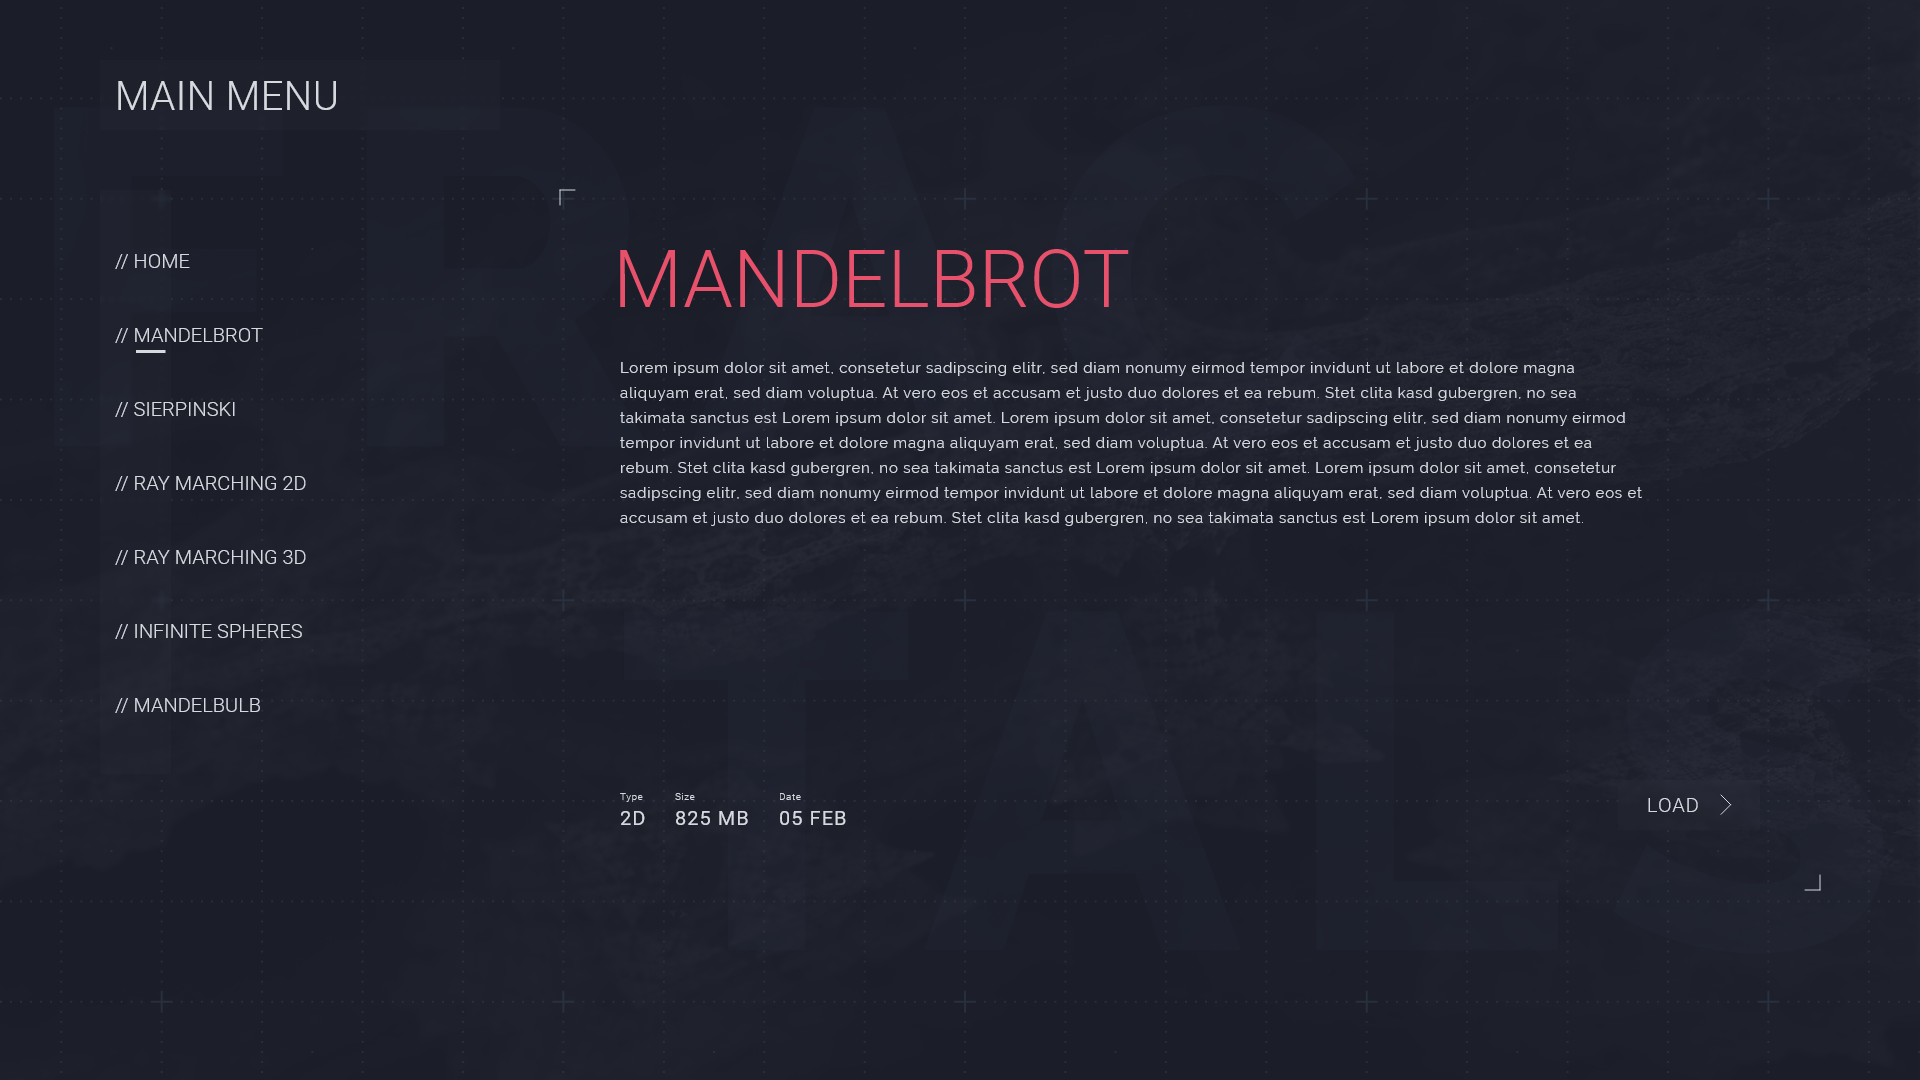 MAIN MENU
// HOME
// MANDELBROT
// SIERPINSKI
// RAY MARCHING 2D
// RAY MARCHING 3D
// INFINITE SPHERES
// MANDELBULB
FRAC
TALS
MANDELBROT
Lorem ipsum dolor sit amet, consetetur sadipscing elitr, sed diam nonumy eirmod tempor invidunt ut labore et dolore magna
aliquyam erat, sed diam voluptua. At vero eos et accusam et justo duo dolores et ea rebum. Stet clita kasd gubergren, no sea
takimata sanctus est Lorem ipsum dolor sit amet. Lorem ipsum dolor sit amet, consetetur sadipscing elitr, sed diam nonumy eirmod
tempor invidunt ut labore et dolore magna aliquyam erat, sed diam voluptua. At vero eos et accusam et justo duo dolores et ea
rebum. Stet clita kasd gubergren, no sea takimata sanctus est Lorem ipsum dolor sit amet. Lorem ipsum dolor sit amet, consetetur
sadipscing elitr, sed diam nonumy eirmod tempor invidunt ut labore et dolore magna aliquyam erat, sed diam voluptua. At vero eos et
accusam et justo duo dolores et ea rebum. Stet clita kasd gubergren, no sea takimata sanctus est Lorem ipsum dolor sit amet.
Type Size Date
2D 825 MB 05 FEB
LOAD